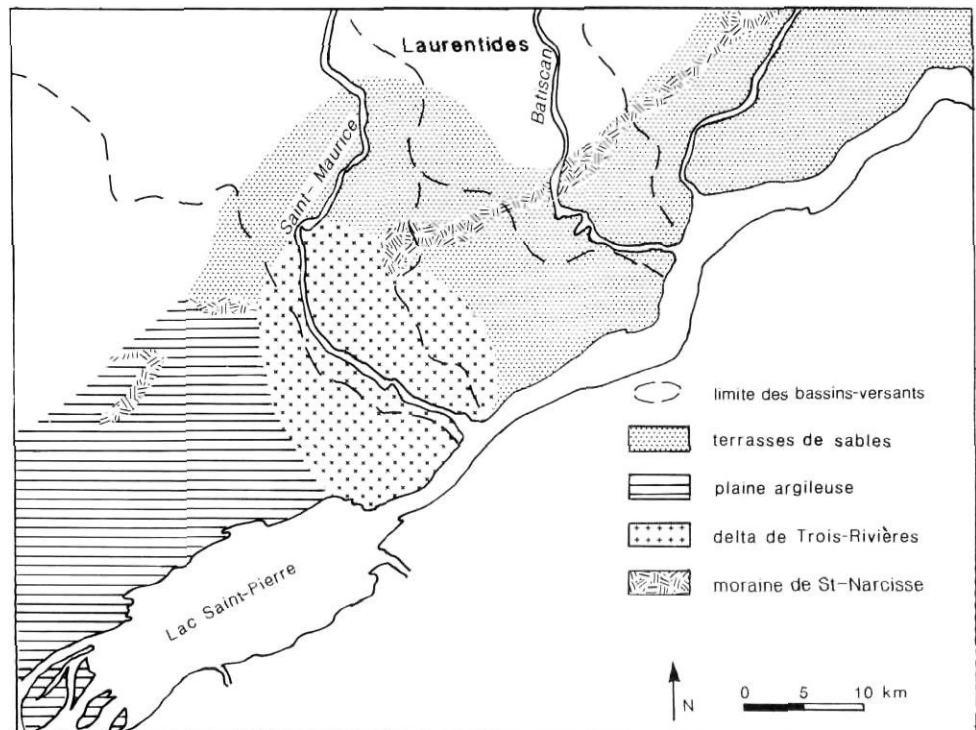 Laurentides
Batiscan
Saint-Maurice
Lac Saint-Pierre
limite des bassins-versants
terrasses de sables
plaine argileuse
delta de Trois-Rivières
moraine de St-Narcisse
N
0 5 10 km